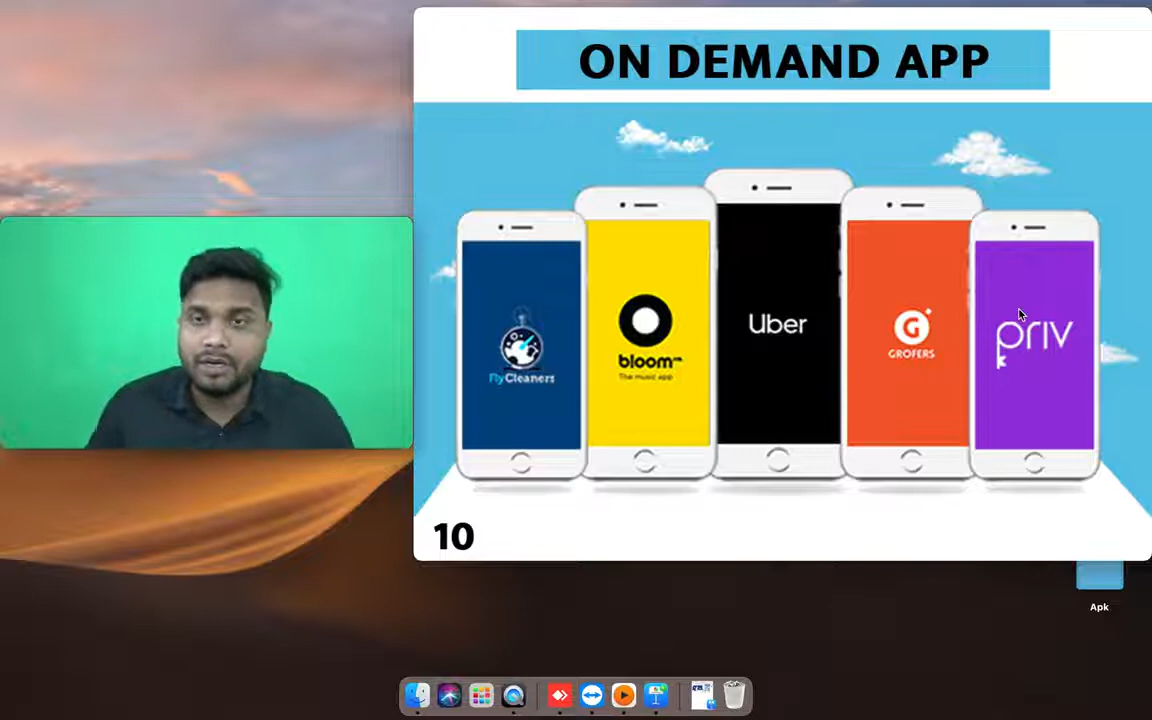 ON DEMAND APP
FlyCleaners
bloom
The music app
Uber
G
GROFERS
priv
10
Apk